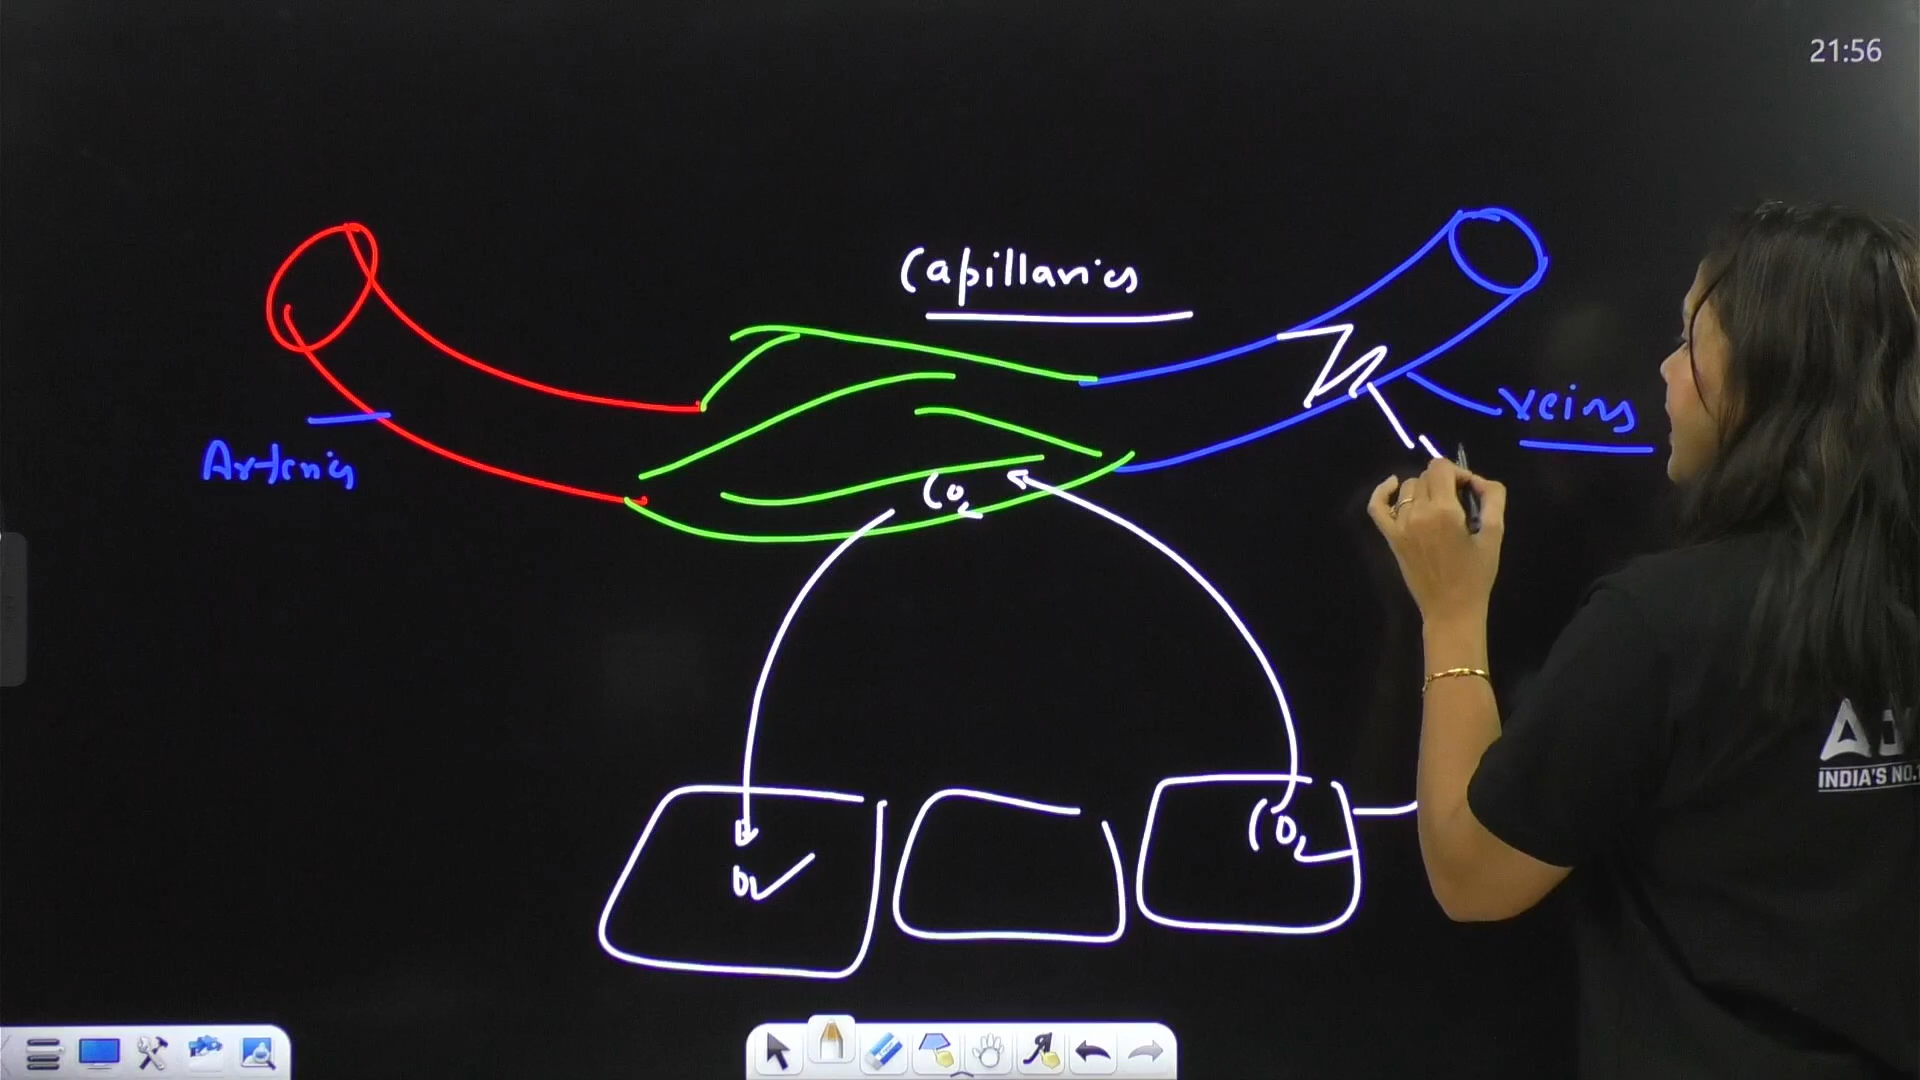 21:56
Capillaries
Veins
Arteries
CO2
CO2
O2
INDIA'S NO.1